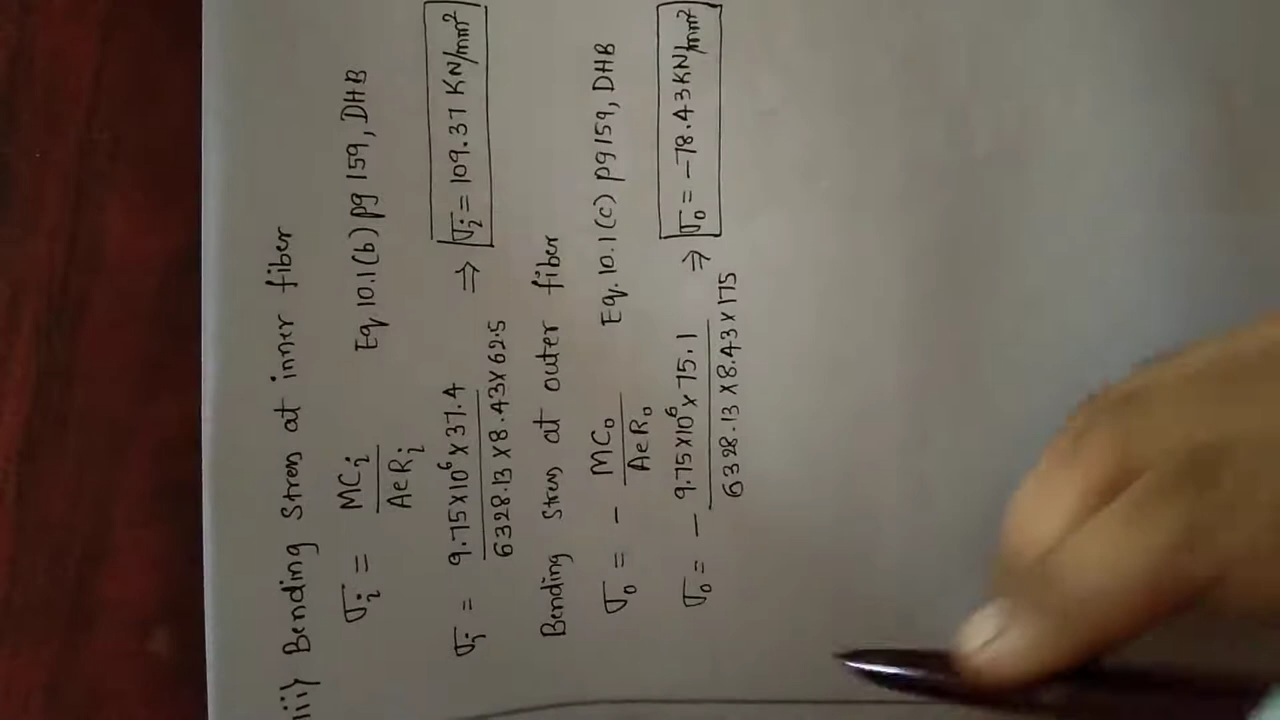 iii} Bending Stress at inner fiber
σi = MCi / AeRi Eq. 10.1(b) pg 159, DHB
σi = 9.75×10⁶×37.4 / 6328.13×8.43×62.5 ⇒ σi = 109.37 KN/mm²
Bending Stress at outer fiber
σo = - MCo / AeRo Eq. 10.1(c) pg 159, DHB
σo = - 9.75×10⁶×75.1 / 6328.13×8.43×175 ⇒ σo = -78.43 KN/mm²